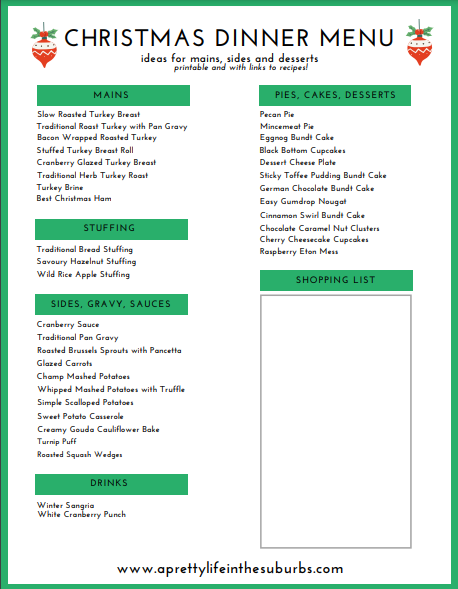 CHRISTMAS DINNER MENU
ideas for mains, sides and desserts
printable and with links to recipes!
MAINS
Slow Roasted Turkey Breast
Traditional Roast Turkey with Pan Gravy
Bacon Wrapped Roasted Turkey
Stuffed Turkey Breast Roll
Cranberry Glazed Turkey Breast
Traditional Herb Turkey Roast
Turkey Brine
Best Christmas Ham
STUFFING
Traditional Bread Stuffing
Savoury Hazelnut Stuffing
Wild Rice Apple Stuffing
SIDES, GRAVY, SAUCES
Cranberry Sauce
Traditional Pan Gravy
Roasted Brussels Sprouts with Pancetta
Glazed Carrots
Champ Mashed Potatoes
Whipped Mashed Potatoes with Truffle
Simple Scalloped Potatoes
Sweet Potato Casserole
Creamy Gouda Cauliflower Bake
Turnip Puff
Roasted Squash Wedges
DRINKS
Winter Sangria
White Cranberry Punch
PIES, CAKES, DESSERTS
Pecan Pie
Mincemeat Pie
Eggnog Bundt Cake
Black Bottom Cupcakes
Dessert Cheese Plate
Sticky Toffee Pudding Bundt Cake
German Chocolate Bundt Cake
Easy Gumdrop Nougat
Cinnamon Swirl Bundt Cake
Chocolate Caramel Nut Clusters
Cherry Cheesecake Cupcakes
Raspberry Eton Mess
SHOPPING LIST
www.aprettylifeinthesuburbs.com